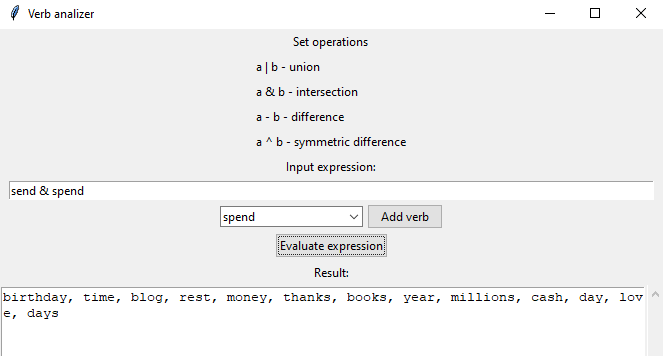 Verb analizer
Set operations
a | b - union
a & b - intersection
a - b - difference
a ^ b - symmetric difference
Input expression:
send & spend
spend Add verb
Evaluate expression
Result:
birthday, time, blog, rest, money, thanks, books, year, millions, cash, day, lov
e, days